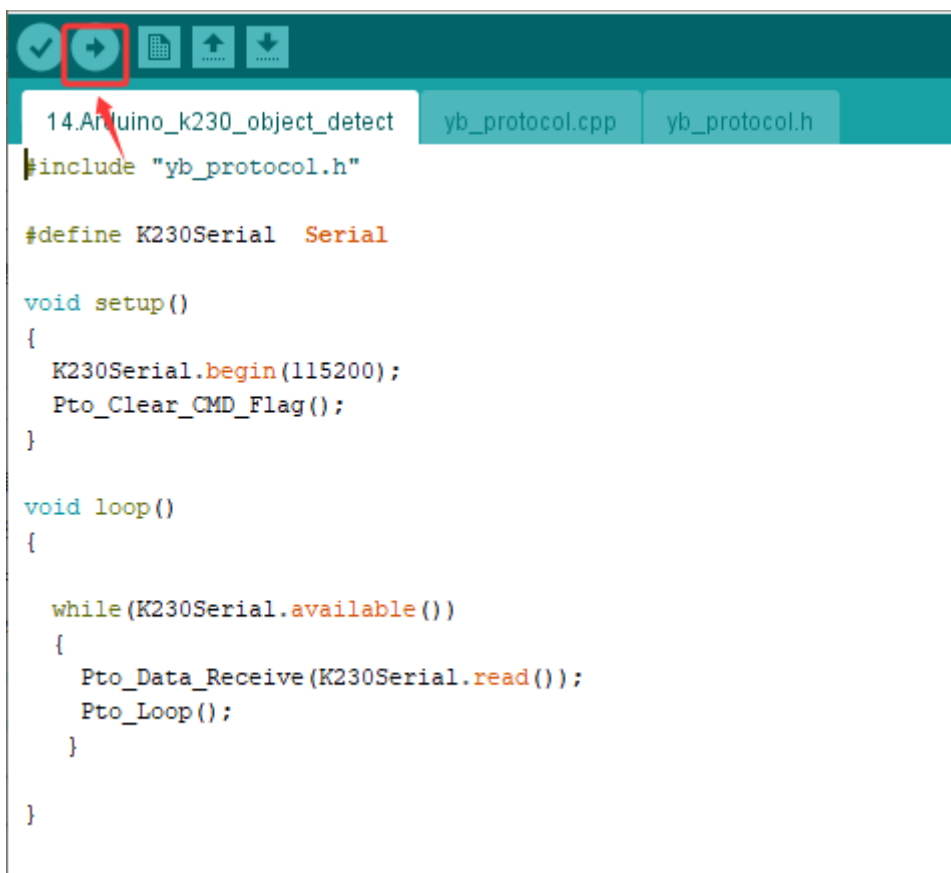 14.Arduino_k230_object_detect yb_protocol.cpp yb_protocol.h
#include "yb_protocol.h"
#define K230Serial  Serial
void setup()
{
  K230Serial.begin(115200);
  Pto_Clear_CMD_Flag();
}
void loop()
{
  while(K230Serial.available())
  {
    Pto_Data_Receive(K230Serial.read());
    Pto_Loop();
   }
}